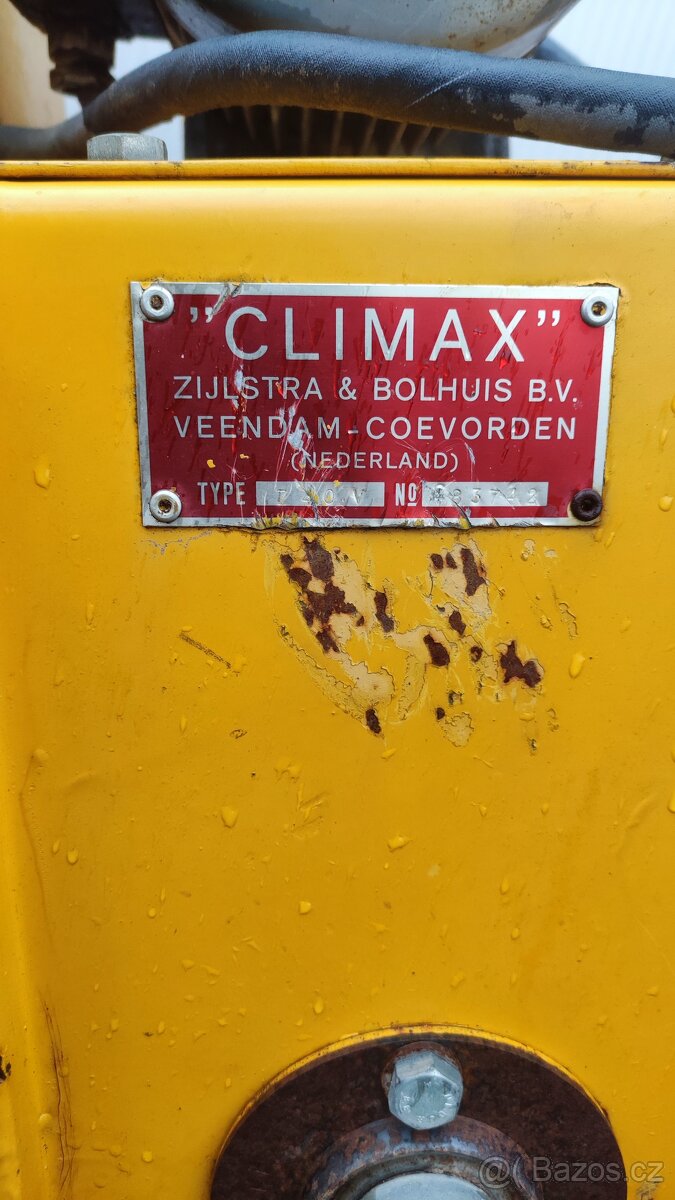 "CLIMAX"
ZIJLSTRA & BOLHUIS B.V.
VEENDAM-COEVORDEN
(NEDERLAND)
TYPE No
© Bazos.cz